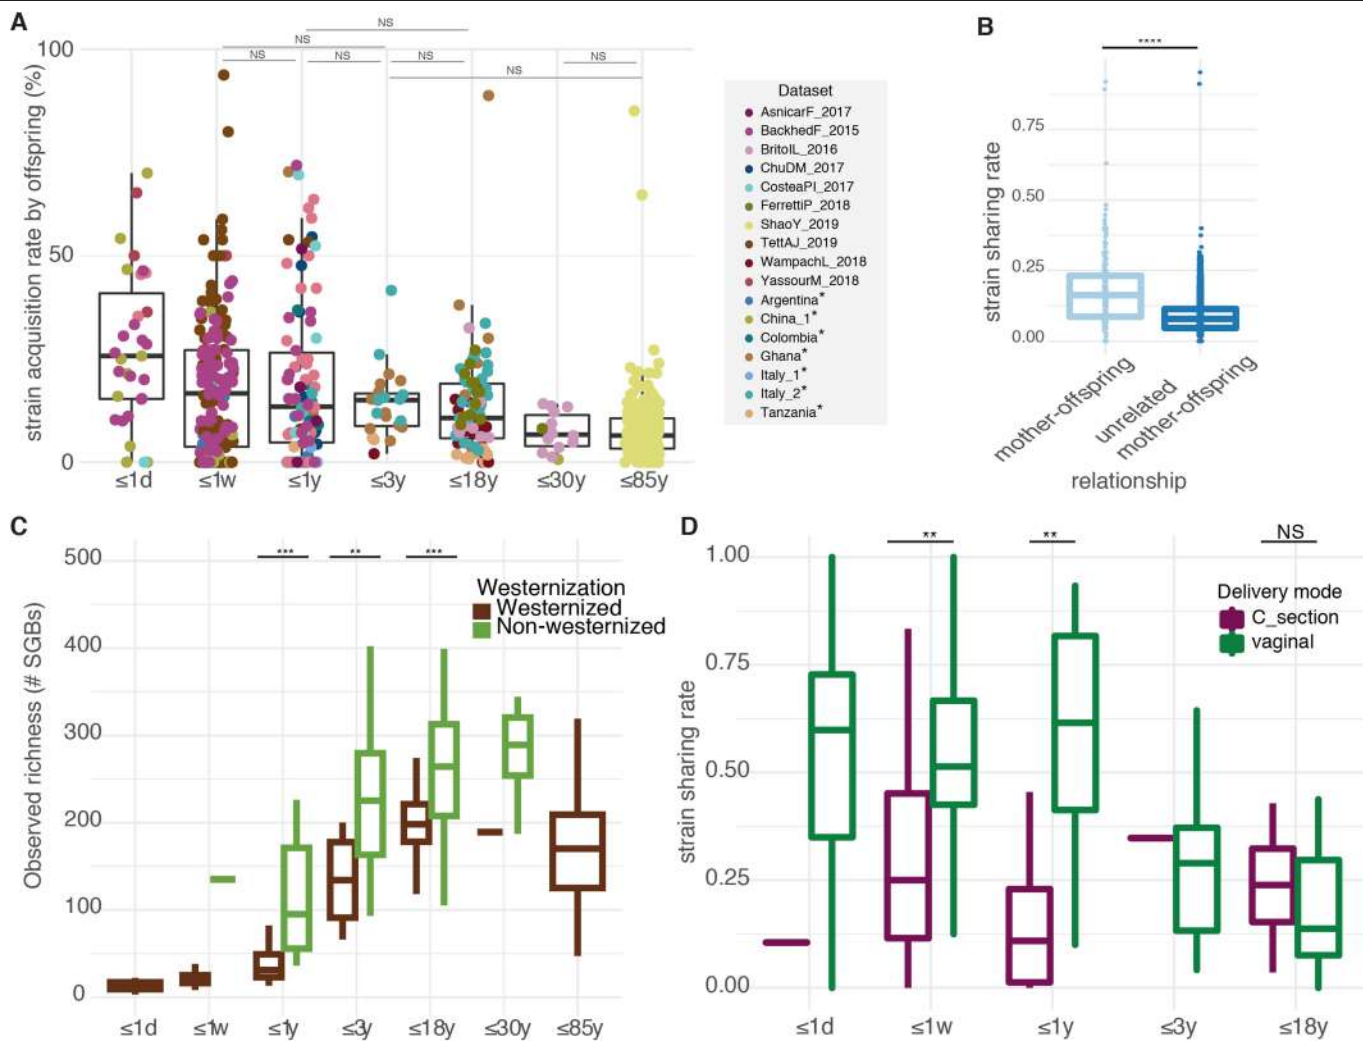 A
strain acquisition rate by offspring (%)
100
50
0
NS
NS
NS
NS
NS
NS
NS
≤1d
≤1w
≤1y
≤3y
≤18y
≤30y
≤85y
Dataset
AsnicarF_2017
BackhedF_2015
BritoIL_2016
ChuDM_2017
CosteaPI_2017
FerrettiP_2018
ShaoY_2019
TettAJ_2019
WampachL_2018
YassourM_2018
Argentina*
China_1*
Colombia*
Ghana*
Italy_1*
Italy_2*
Tanzania*
B
****
strain sharing rate
0.75
0.50
0.25
0.00
mother-offspring
unrelated
mother-offspring
relationship
C
Observed richness (# SGBs)
500
400
300
200
100
0
***
**
***
Westernization
Westernized
Non-westernized
≤1d
≤1w
≤1y
≤3y
≤18y
≤30y
≤85y
D
strain sharing rate
1.00
0.75
0.50
0.25
0.00
**
**
NS
Delivery mode
C_section
vaginal
≤1d
≤1w
≤1y
≤3y
≤18y